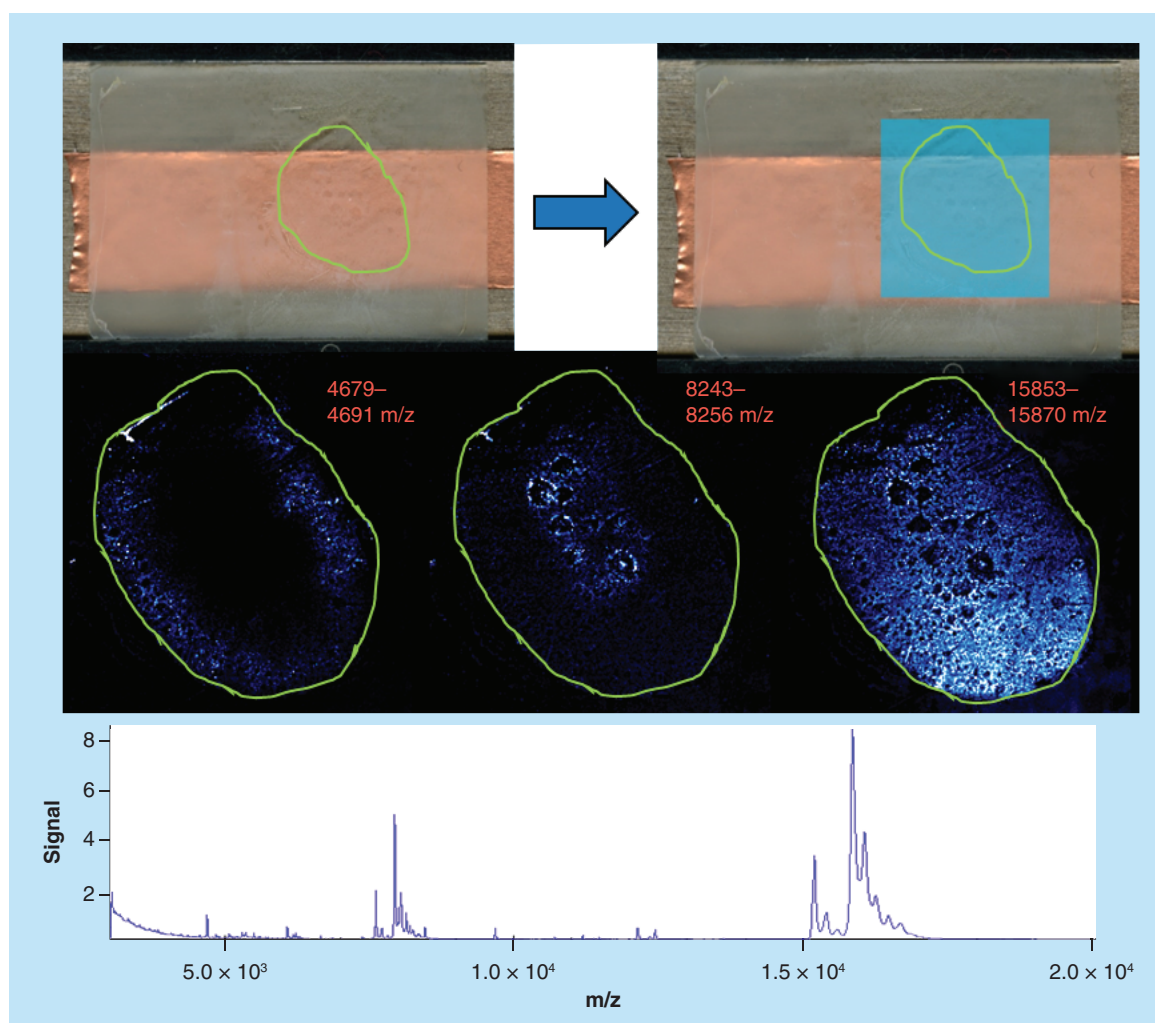 4679–
4691 m/z
8243–
8256 m/z
15853–
15870 m/z
8
6
4
2
Signal
5.0 × 10³
1.0 × 10⁴
1.5 × 10⁴
2.0 × 10⁴
m/z